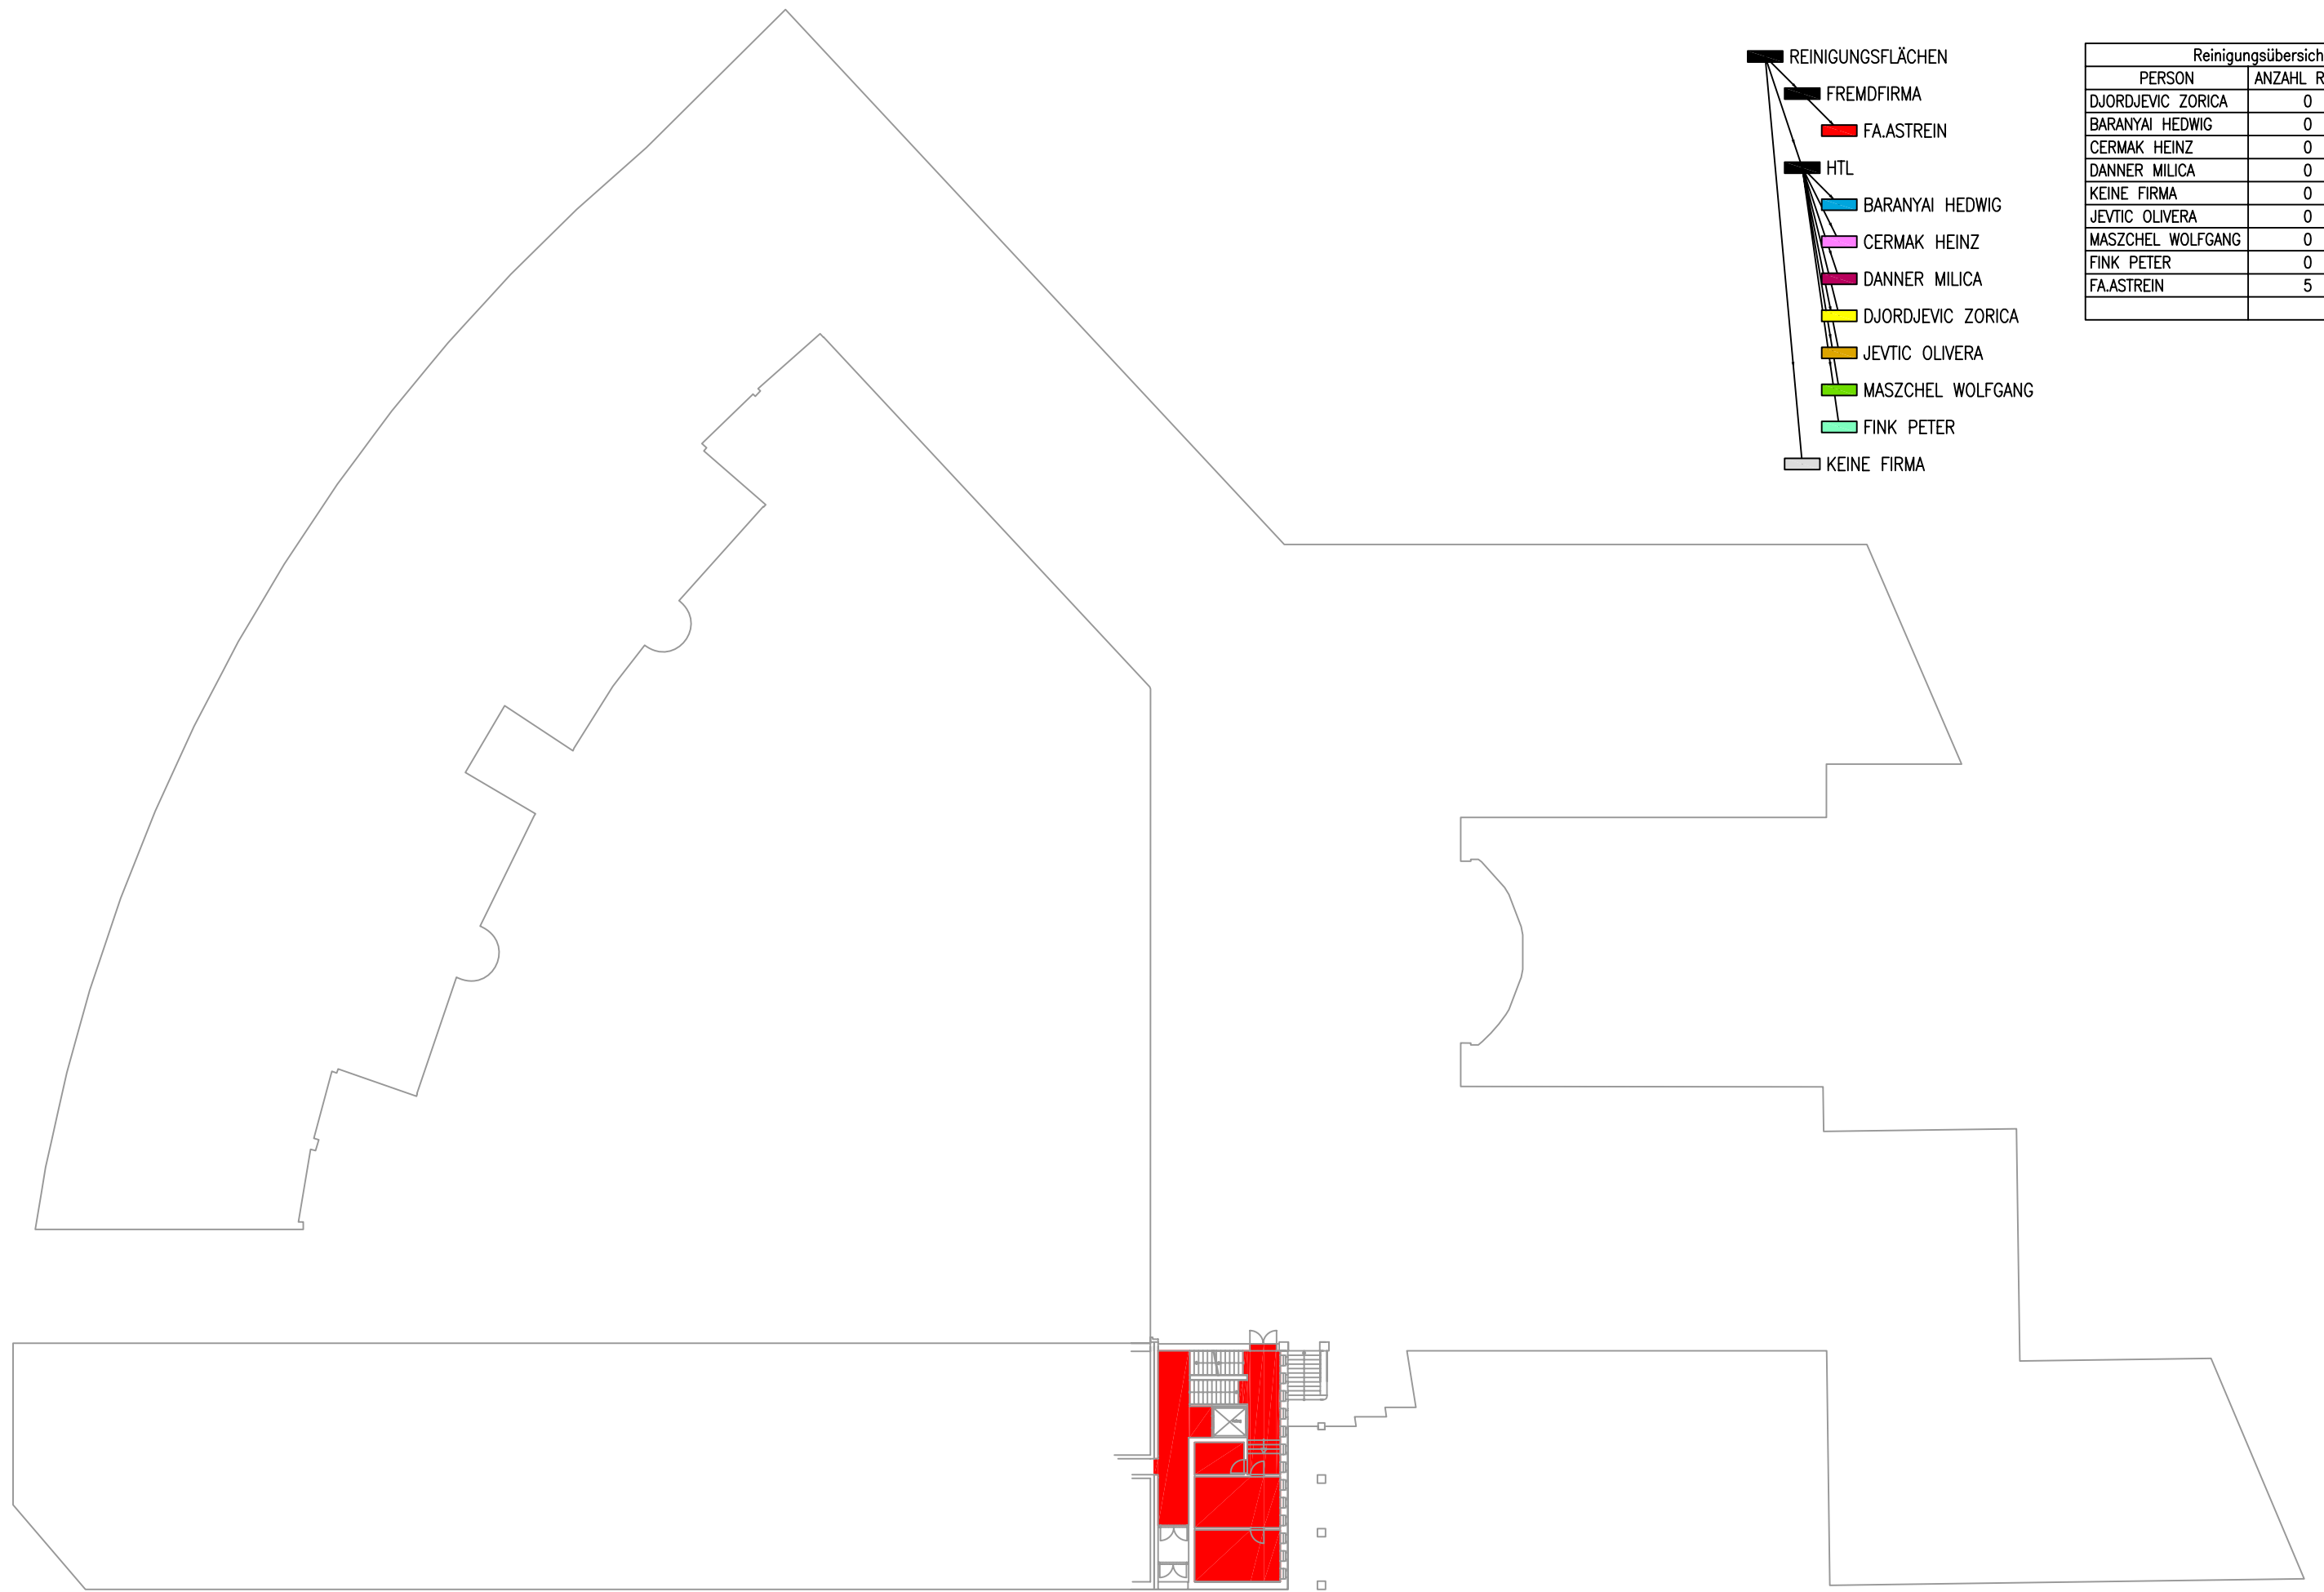 REINIGUNGSFLÄCHEN
FREMDFIRMA
FA.ASTREIN
HTL
BARANYAI HEDWIG
CERMAK HEINZ
DANNER MILICA
DJORDJEVIC ZORICA
JEVTIC OLIVERA
MASZCHEL WOLFGANG
FINK PETER
KEINE FIRMA
Reinigungsübersich
PERSON ANZAHL R
DJORDJEVIC ZORICA 0
BARANYAI HEDWIG 0
CERMAK HEINZ 0
DANNER MILICA 0
KEINE FIRMA 0
JEVTIC OLIVERA 0
MASZCHEL WOLFGANG 0
FINK PETER 0
FA.ASTREIN 5